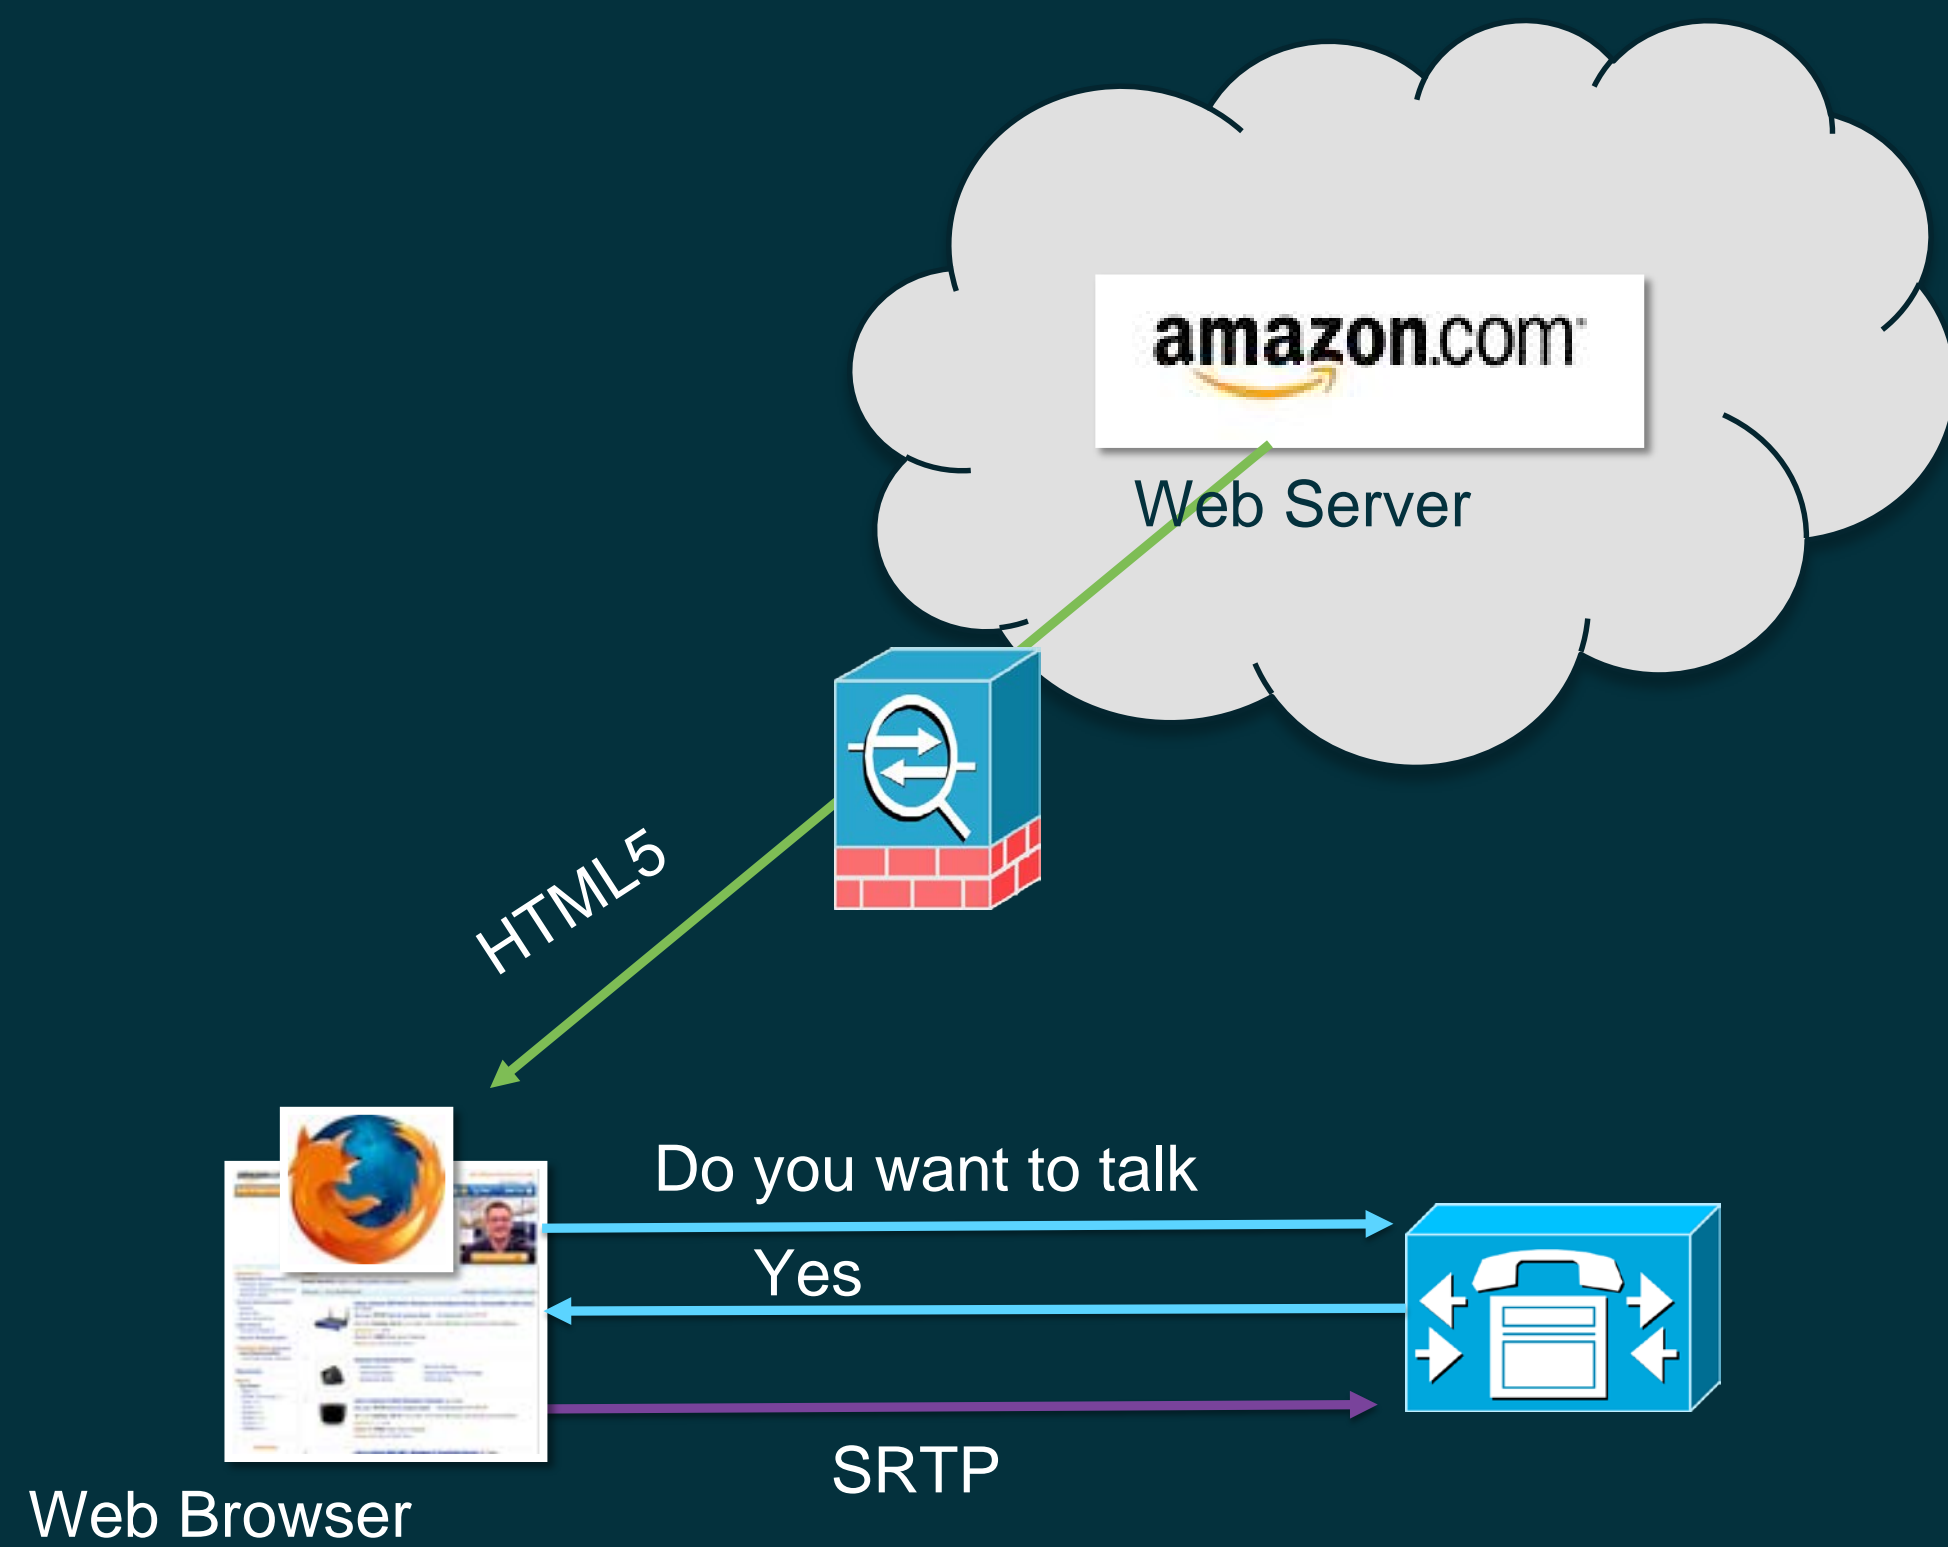 amazon.com
Web Server
HTML5
Do you want to talk
Yes
SRTP
Web Browser